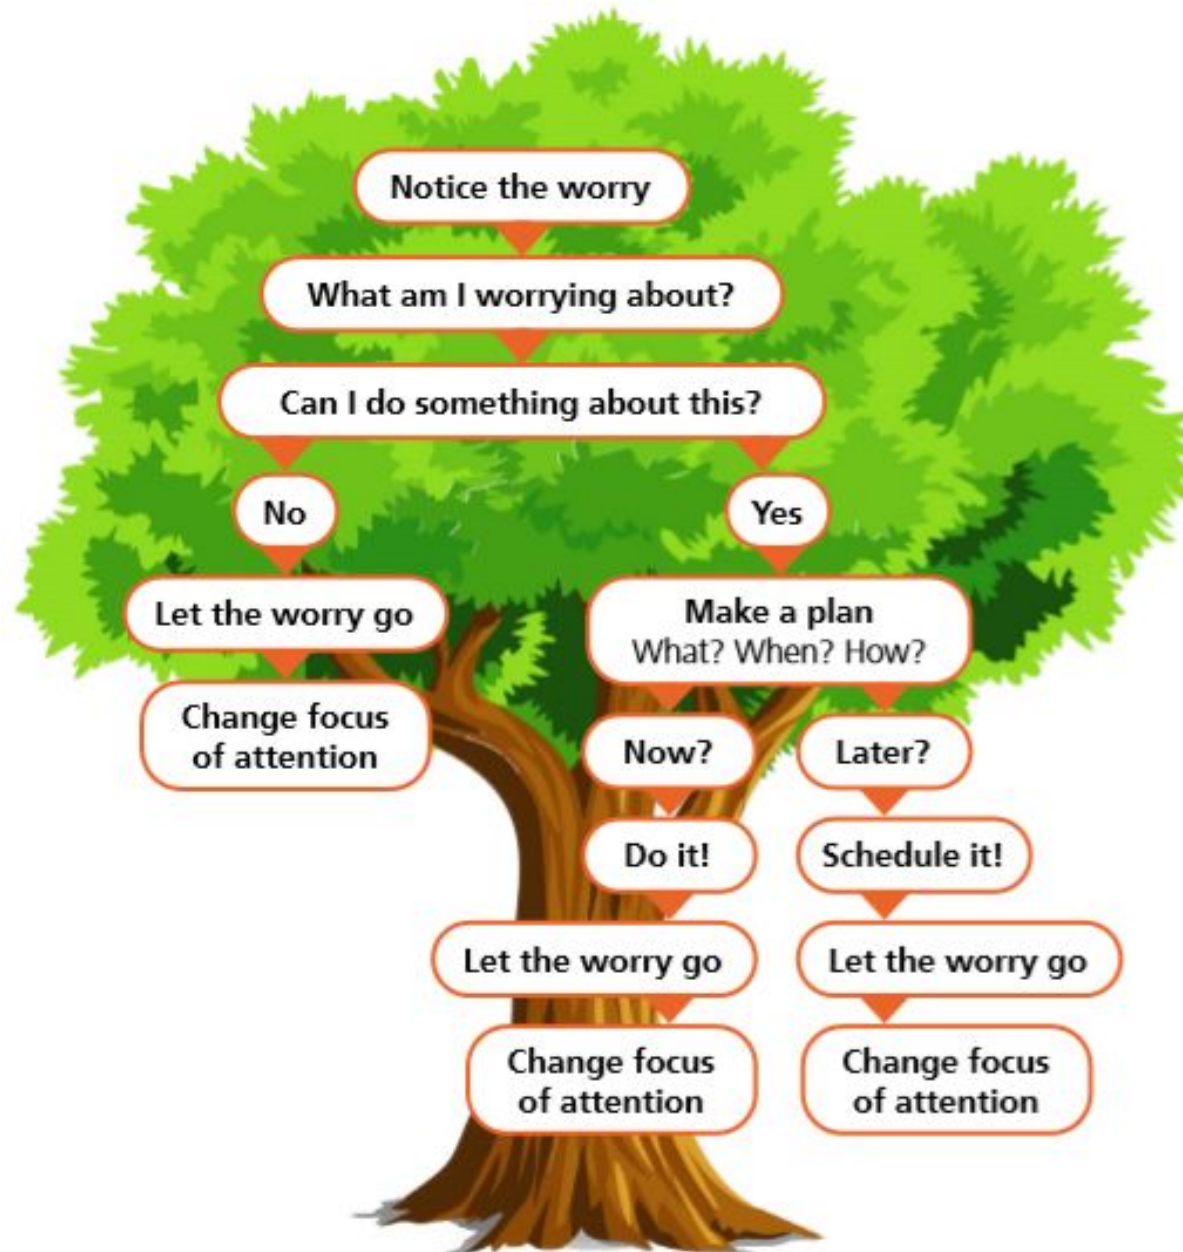 Notice the worry
What am I worrying about?
Can I do something about this?
No
Yes
Let the worry go
Change focus
of attention
Make a plan
What? When? How?
Now?
Later?
Do it!
Schedule it!
Let the worry go
Let the worry go
Change focus
of attention
Change focus
of attention